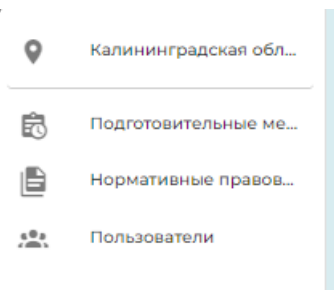 Калининградская обл...
Подготовительные ме...
Нормативные правов...
Пользователи